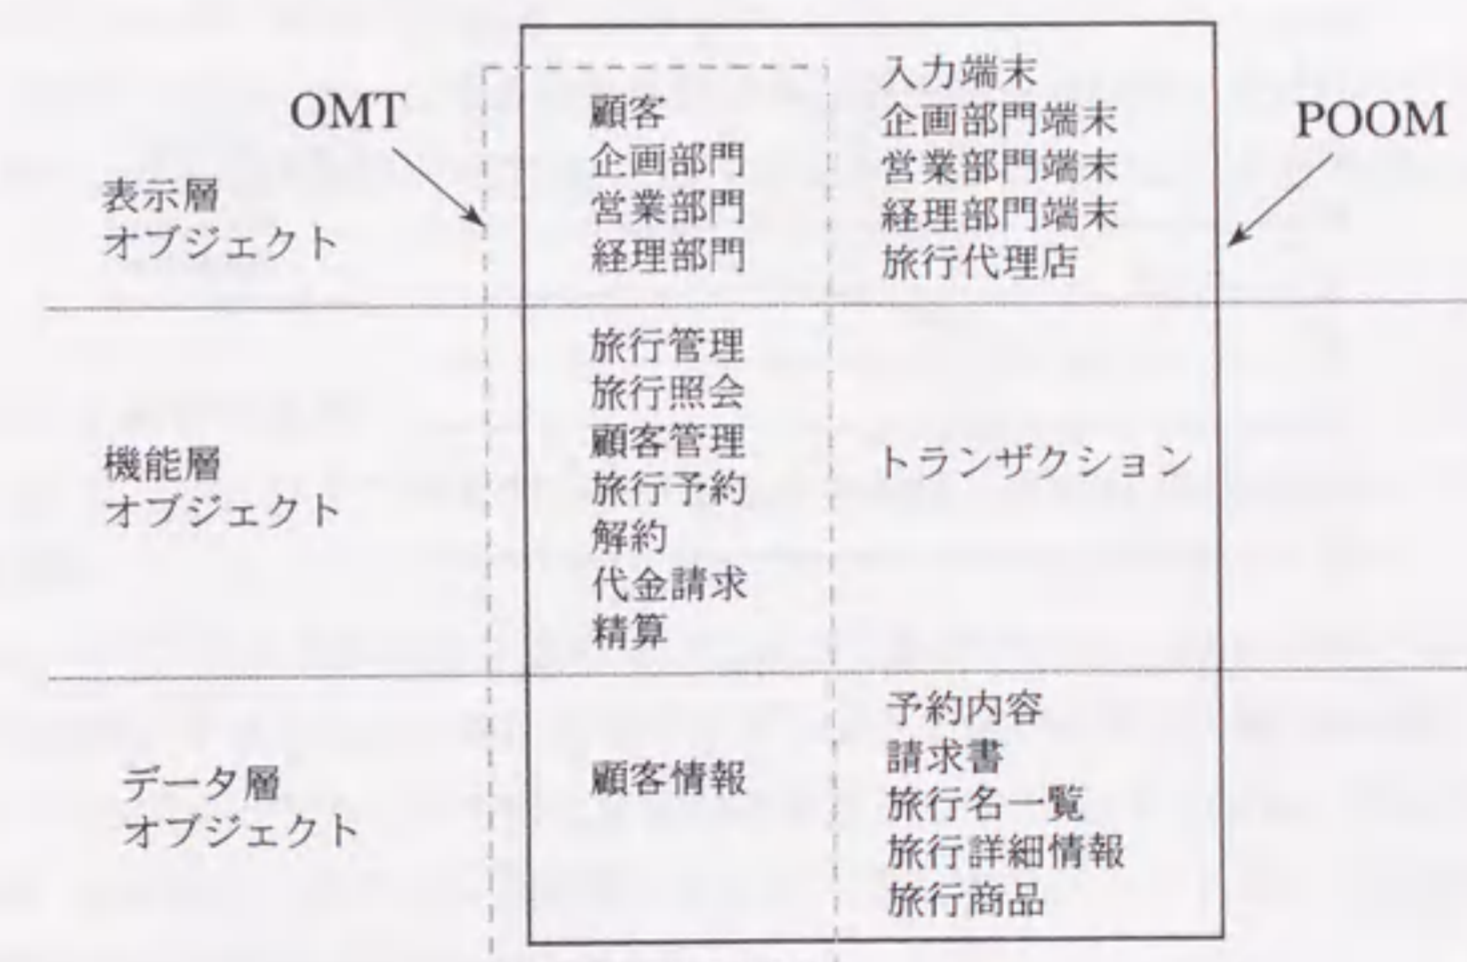 OMT
POOM
表示層
オブジェクト
顧客
企画部門
営業部門
経理部門
入力端末
企画部門端末
営業部門端末
経理部門端末
旅行代理店
機能層
オブジェクト
旅行管理
旅行照会
顧客管理
旅行予約
解約
代金請求
精算
トランザクション
データ層
オブジェクト
顧客情報
予約内容
請求書
旅行名一覧
旅行詳細情報
旅行商品